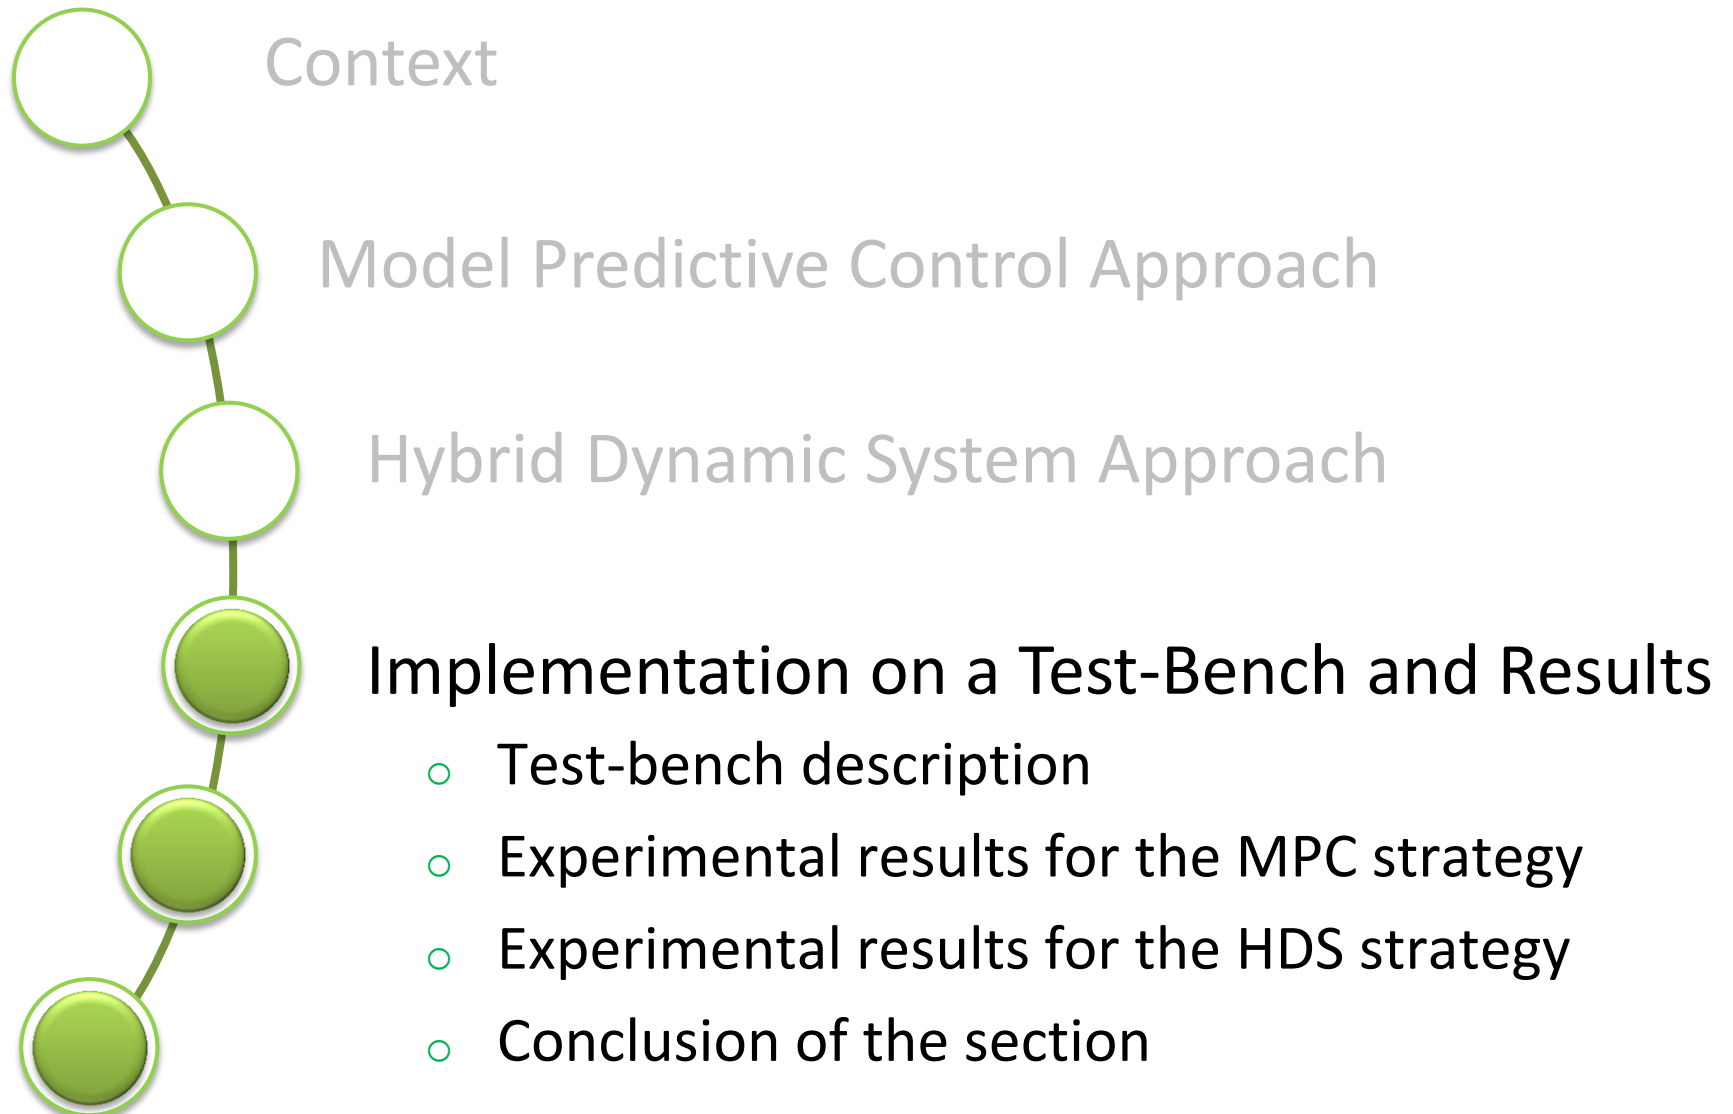 Context
Model Predictive Control Approach
Hybrid Dynamic System Approach
Implementation on a Test-Bench and Results
Test-bench description
Experimental results for the MPC strategy
Experimental results for the HDS strategy
Conclusion of the section